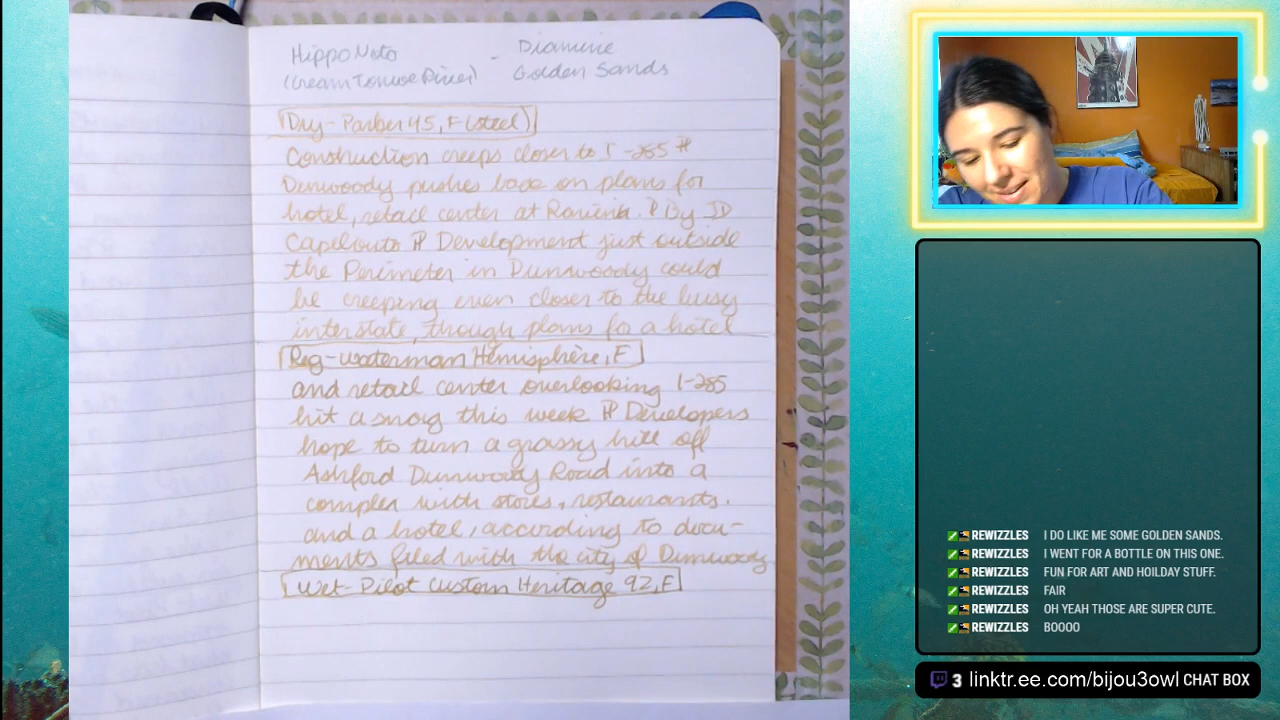 Hippo Noto - Diamine
(Cream Tomoe River) Golden Sands
Dry - Parker 45, F (steel)
Construction creeps closer to I-285 ¶
Dunwoody pushes back on plans for
hotel, retail center at Ravinia. ¶ By JD
Capelouto ¶ Development just outside
the Perimeter in Dunwoody could
be creeping even closer to the busy
interstate, though plans for a hotel
Reg - Waterman Hémisphère, F
and retail center overlooking I-285
hit a snag this week ¶ Developers
hope to turn a grassy hill off
Ashford Dunwoody Road into a
complex with stores, restaurants.
and a hotel, according to docu-
ments filed with the city of Dunwoody
Wet - Pilot Custom Heritage 92, F
REWIZZLES I DO LIKE ME SOME GOLDEN SANDS.
REWIZZLES I WENT FOR A BOTTLE ON THIS ONE.
REWIZZLES FUN FOR ART AND HOILDAY STUFF.
REWIZZLES FAIR
REWIZZLES OH YEAH THOSE ARE SUPER CUTE.
REWIZZLES BOOOO
3 linktr.ee.com/bijou3owl CHAT BOX